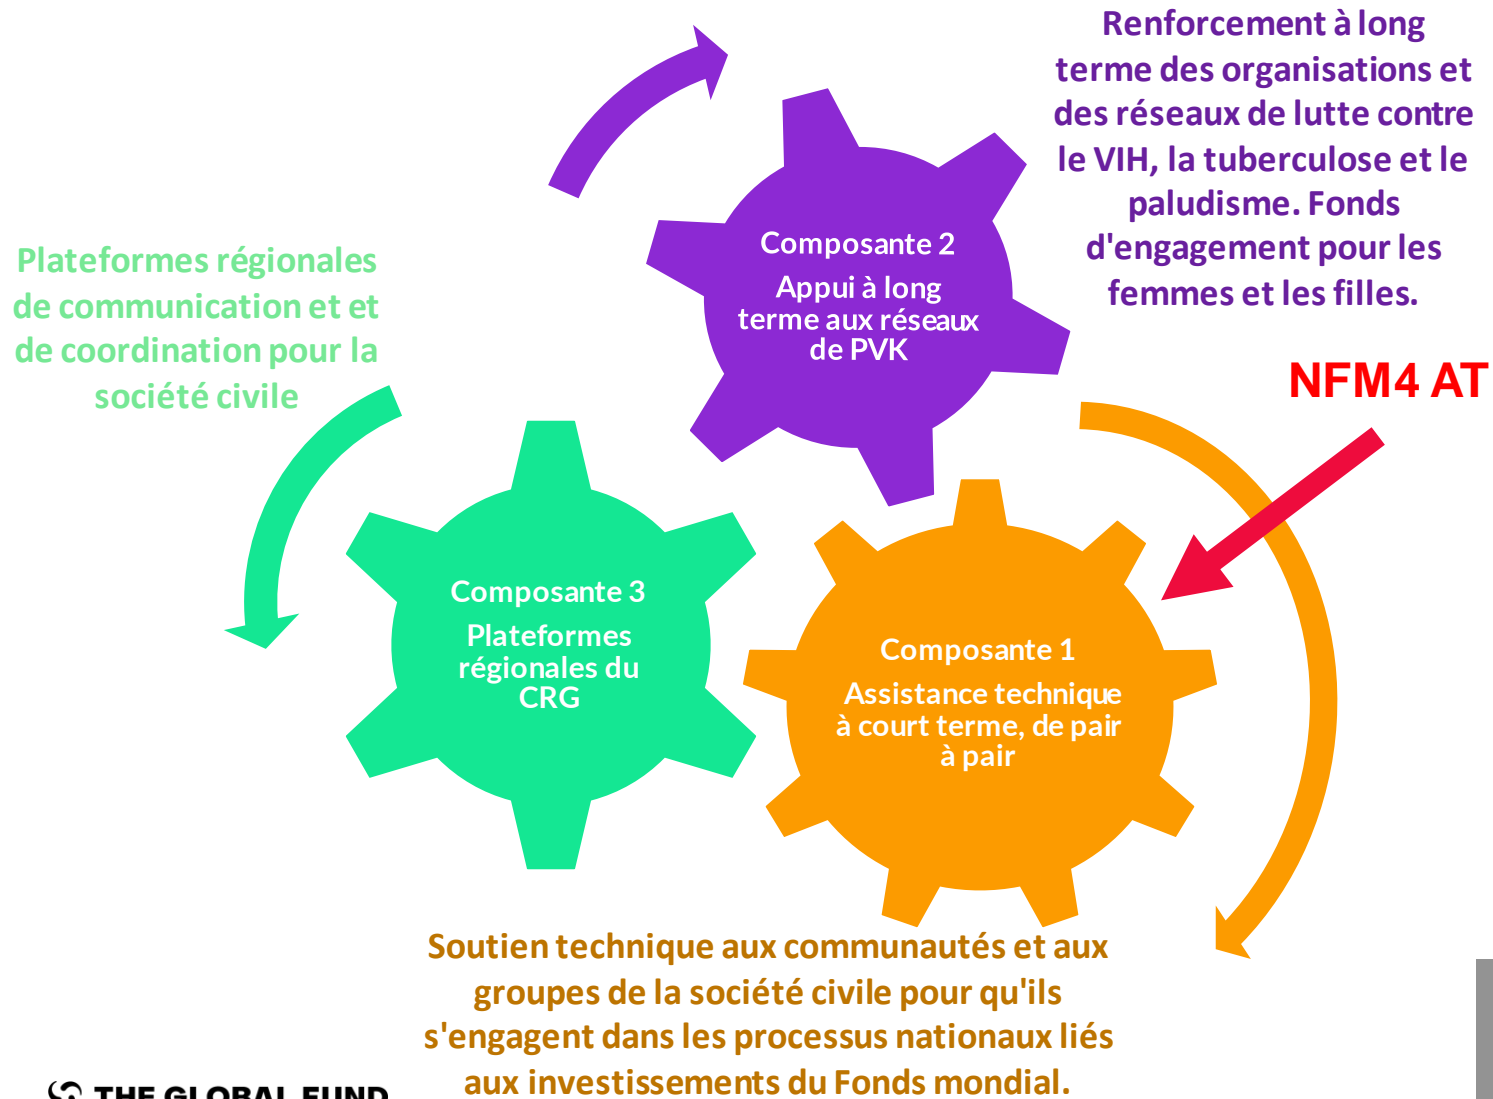 Renforcement à long
terme des organisations et
des réseaux de lutte contre
le VIH, la tuberculose et le
paludisme. Fonds
d'engagement pour les
femmes et les filles.
Composante 2
Appui à long
terme aux réseaux
de PVK
Plateformes régionales
de communication et et
de coordination pour la
société civile
NFM4 AT
Composante 3
Plateformes
régionales du
CRG
Composante 1
Assistance technique
à court terme, de pair
à pair
Soutien technique aux communautés et aux
groupes de la société civile pour qu'ils
s'engagent dans les processus nationaux liés
aux investissements du Fonds mondial.
THE GLOBAL FUND